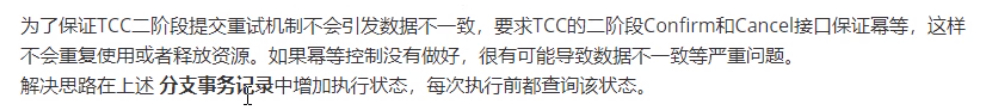 为了保证TCC二阶段提交重试机制不会引发数据不一致，要求TCC的二阶段Confirm和Cancel接口保证幂等，这样
不会重复使用或者释放资源。如果幂等控制没有做好，很有可能导致数据不一致等严重问题。
解决思路在上述 分支事务记录中增加执行状态，每次执行前都查询该状态。